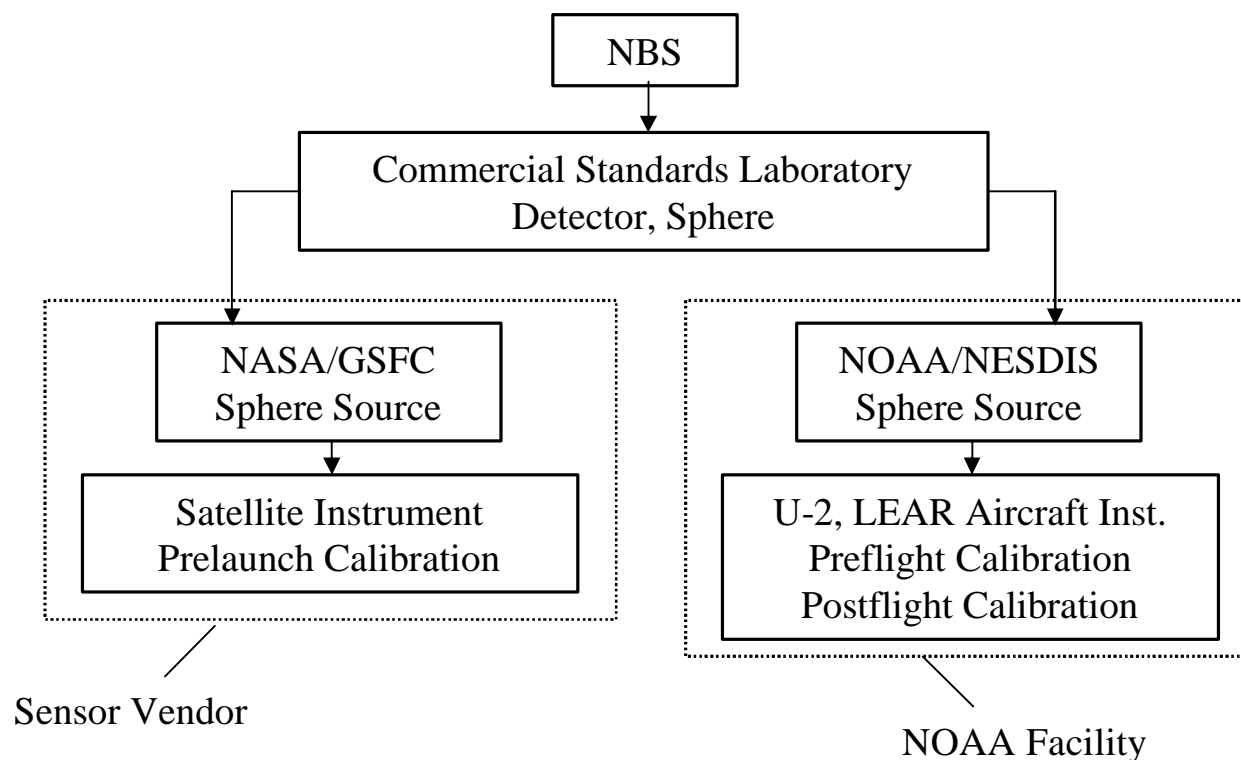 NBS
Commercial Standards Laboratory
Detector, Sphere
NASA/GSFC
Sphere Source
Satellite Instrument
Prelaunch Calibration
Sensor Vendor
NOAA/NESDIS
Sphere Source
U-2, LEAR Aircraft Inst.
Preflight Calibration
Postflight Calibration
NOAA Facility